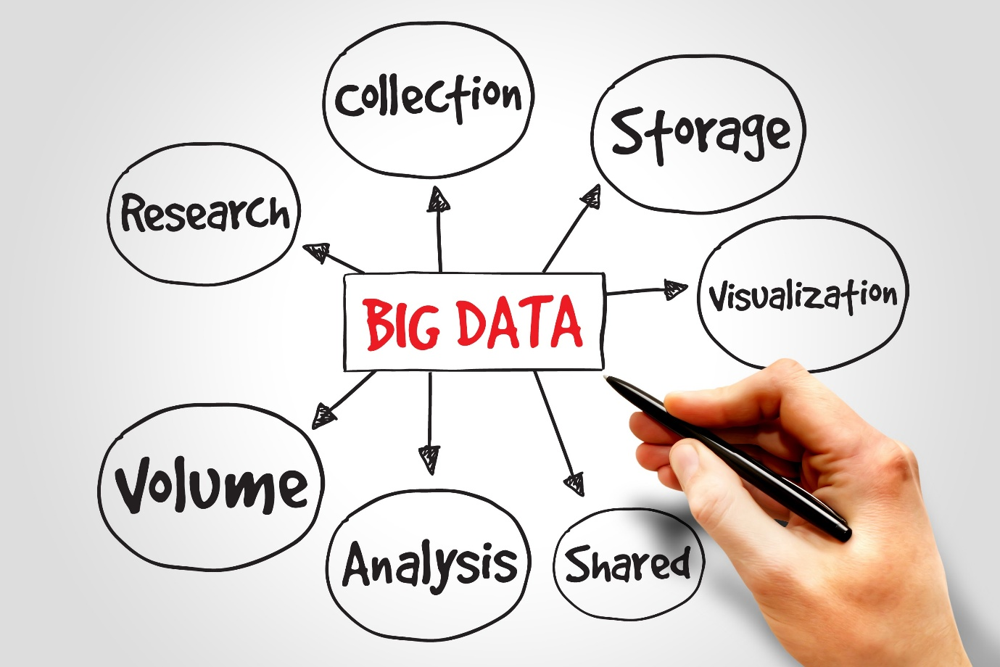 Collection
Storage
Research
Visualization
BIG DATA
Volume
Analysis
Shared